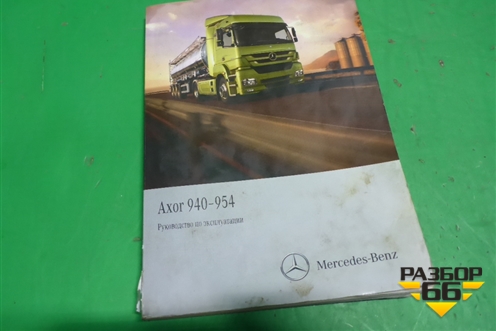 Axor 940-954
Руководство по эксплуатации
Mercedes-Benz
РАЗБОР
66